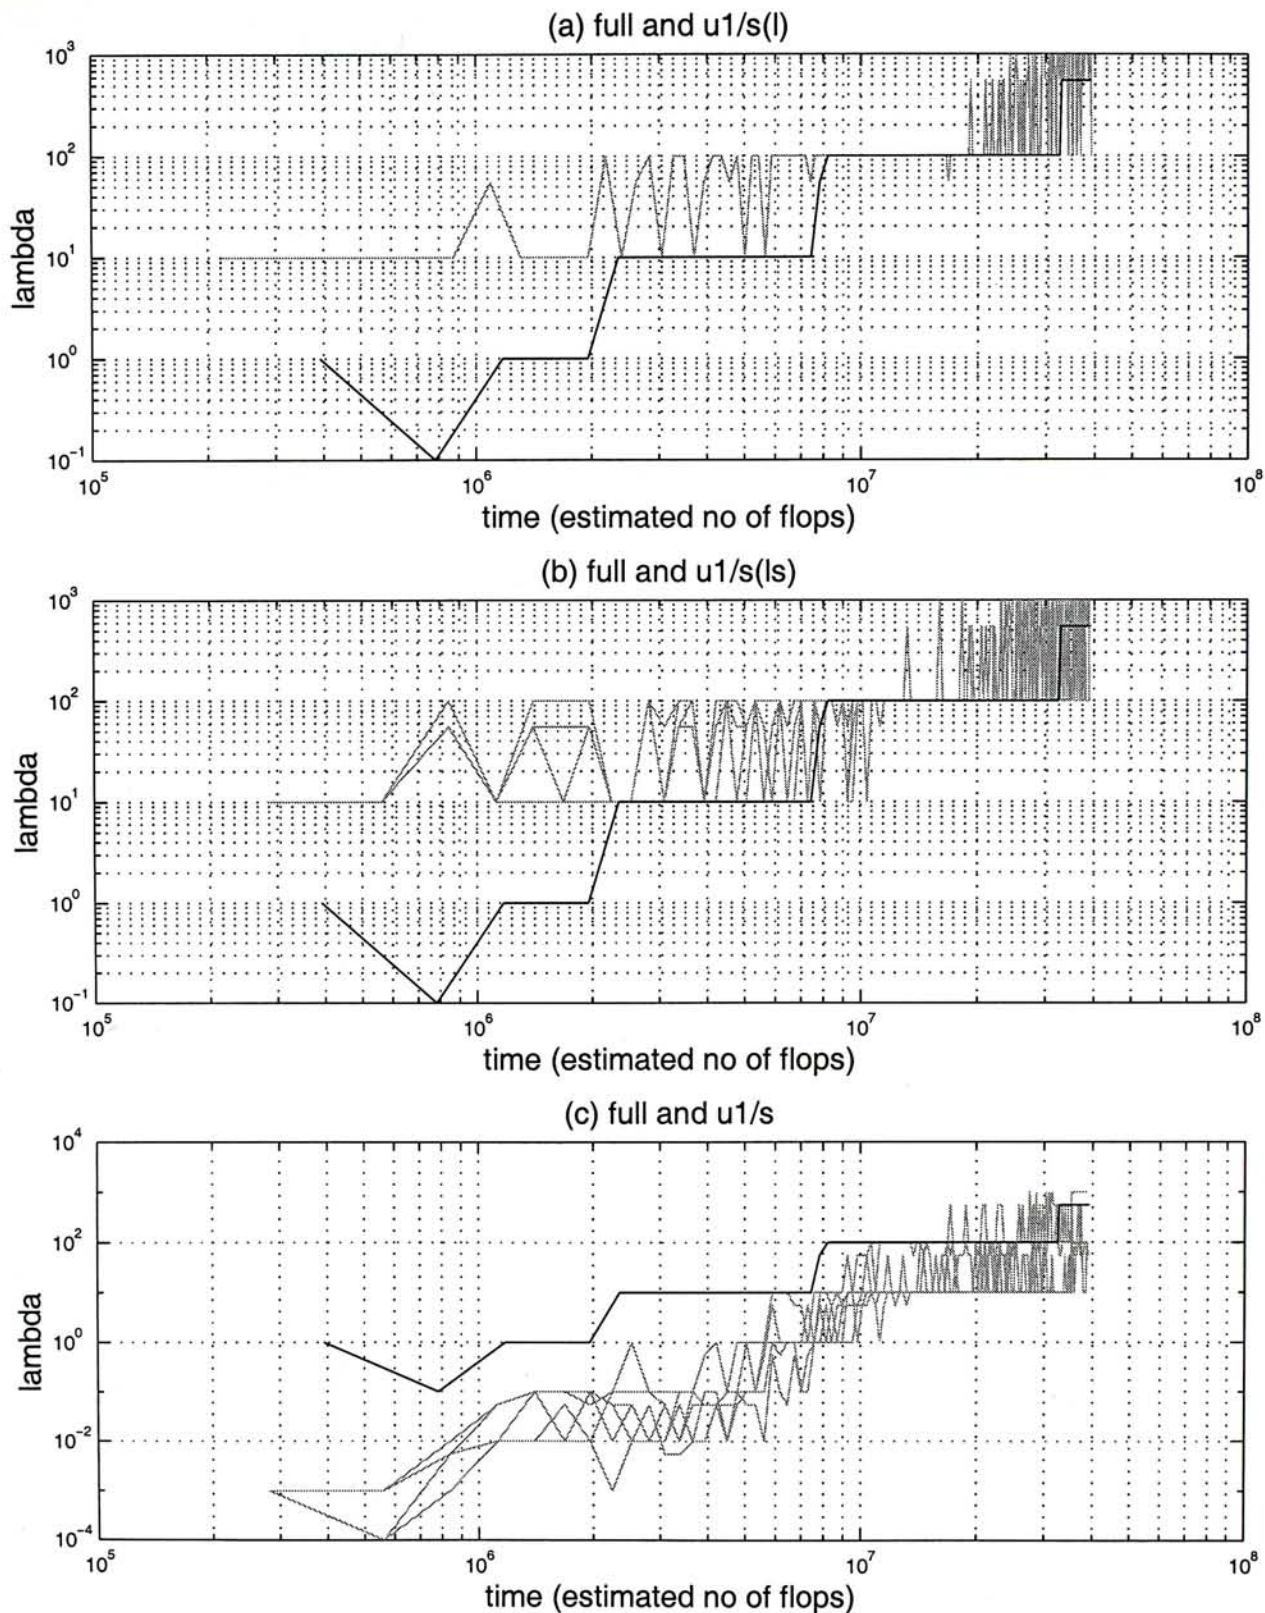 (a) full and u1/s(l)
10^3
10^2
10^1
10^0
10^-1
lambda
10^5 10^6 10^7 10^8
time (estimated no of flops)
(b) full and u1/s(ls)
10^3
10^2
10^1
10^0
10^-1
lambda
10^5 10^6 10^7 10^8
time (estimated no of flops)
(c) full and u1/s
10^4
10^2
10^0
10^-2
10^-4
lambda
10^5 10^6 10^7 10^8
time (estimated no of flops)